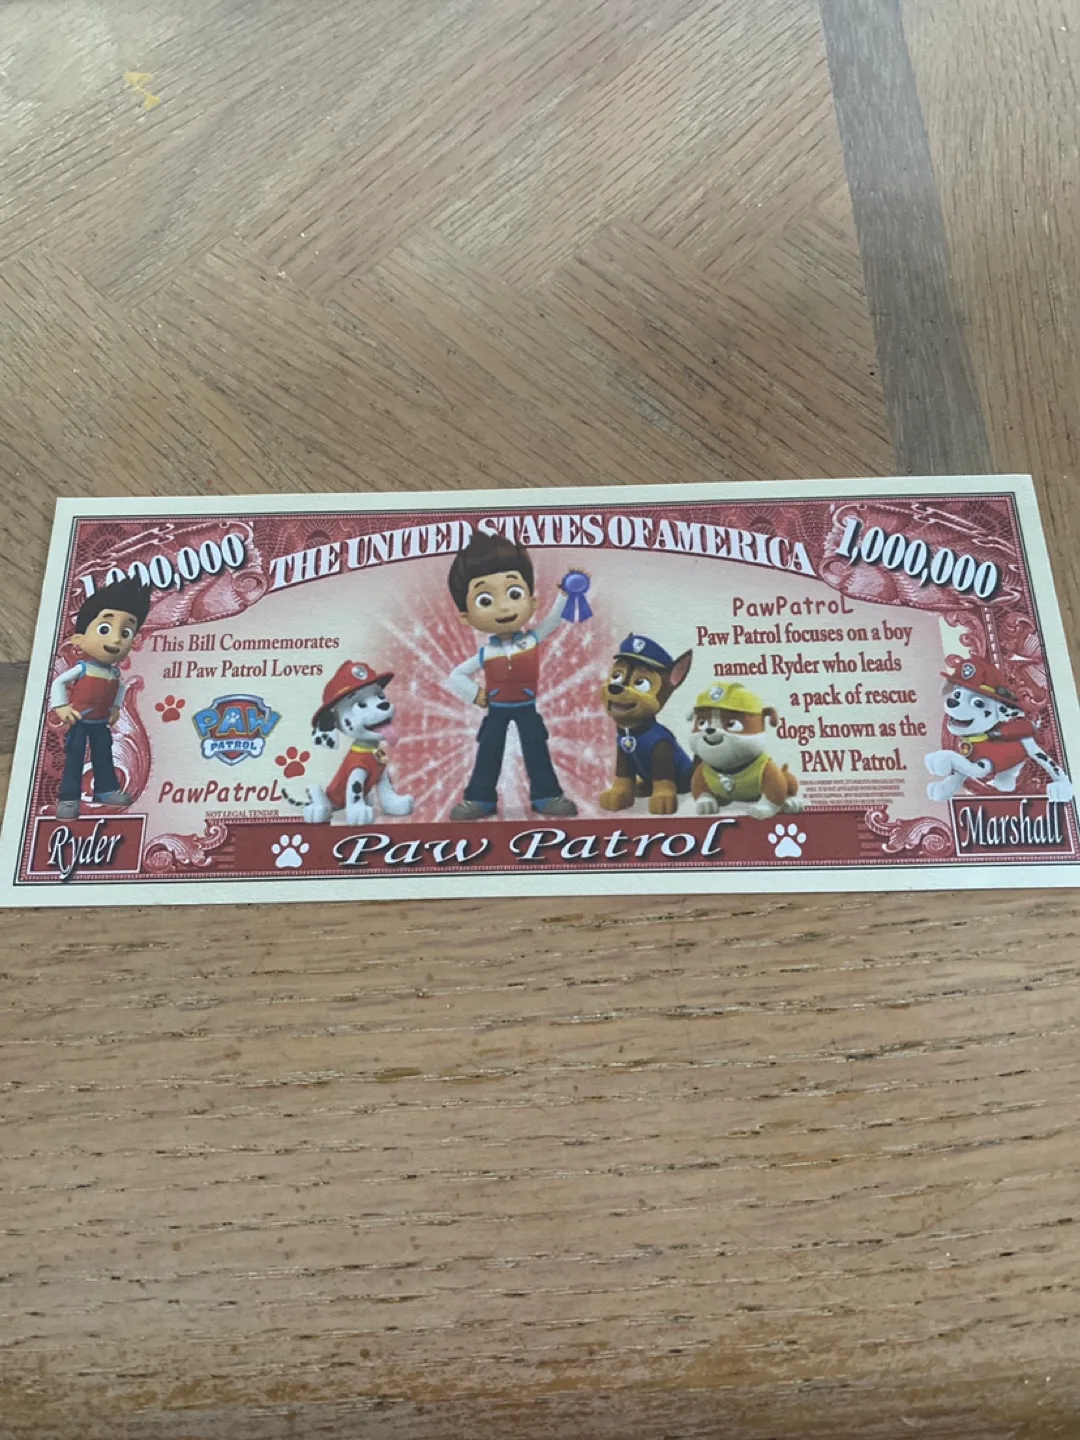 1,000,000
THE UNITED STATES OF AMERICA
1,000,000
This Bill Commemorates
all Paw Patrol Lovers
PAW
PATROL
PawPatroL
NOT LEGAL TENDER
PawPatroL
Paw Patrol focuses on a boy
named Ryder who leads
a pack of rescue
dogs known as the
PAW Patrol.
Ryder
Paw Patrol
Marshall